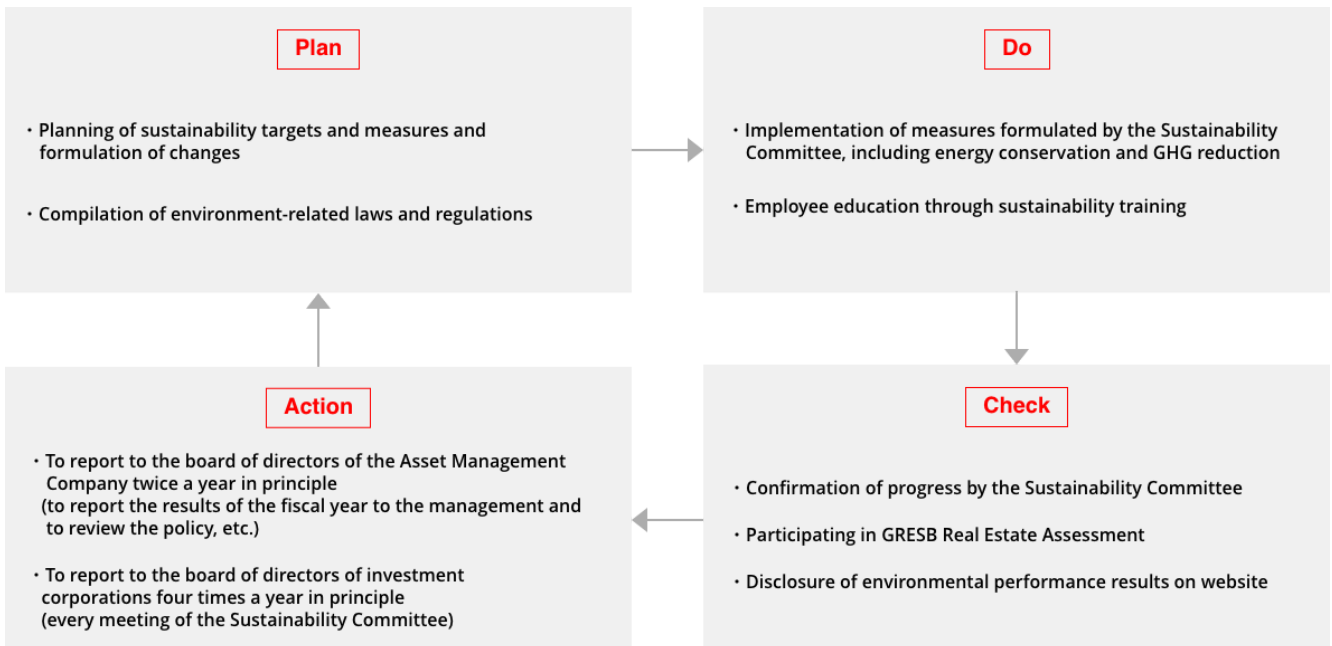 Plan
・Planning of sustainability targets and measures and
formulation of changes
・Compilation of environment-related laws and regulations
Do
・Implementation of measures formulated by the Sustainability
Committee, including energy conservation and GHG reduction
・Employee education through sustainability training
Action
・To report to the board of directors of the Asset Management
Company twice a year in principle
(to report the results of the fiscal year to the management and
to review the policy, etc.)
・To report to the board of directors of investment
corporations four times a year in principle
(every meeting of the Sustainability Committee)
Check
・Confirmation of progress by the Sustainability Committee
・Participating in GRESB Real Estate Assessment
・Disclosure of environmental performance results on website